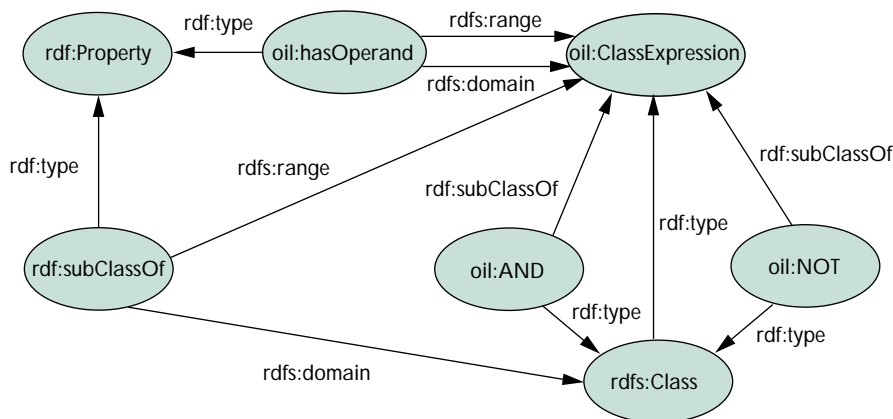 rdf:type
rdfs:range
rdf:Property
oil:hasOperand
oil:ClassExpression
rdfs:domain
rdf:type
rdfs:range
rdf:subClassOf
rdf:subClassOf
rdf:type
rdf:subClassOf
oil:AND
oil:NOT
rdf:type
rdf:type
rdfs:domain
rdfs:Class